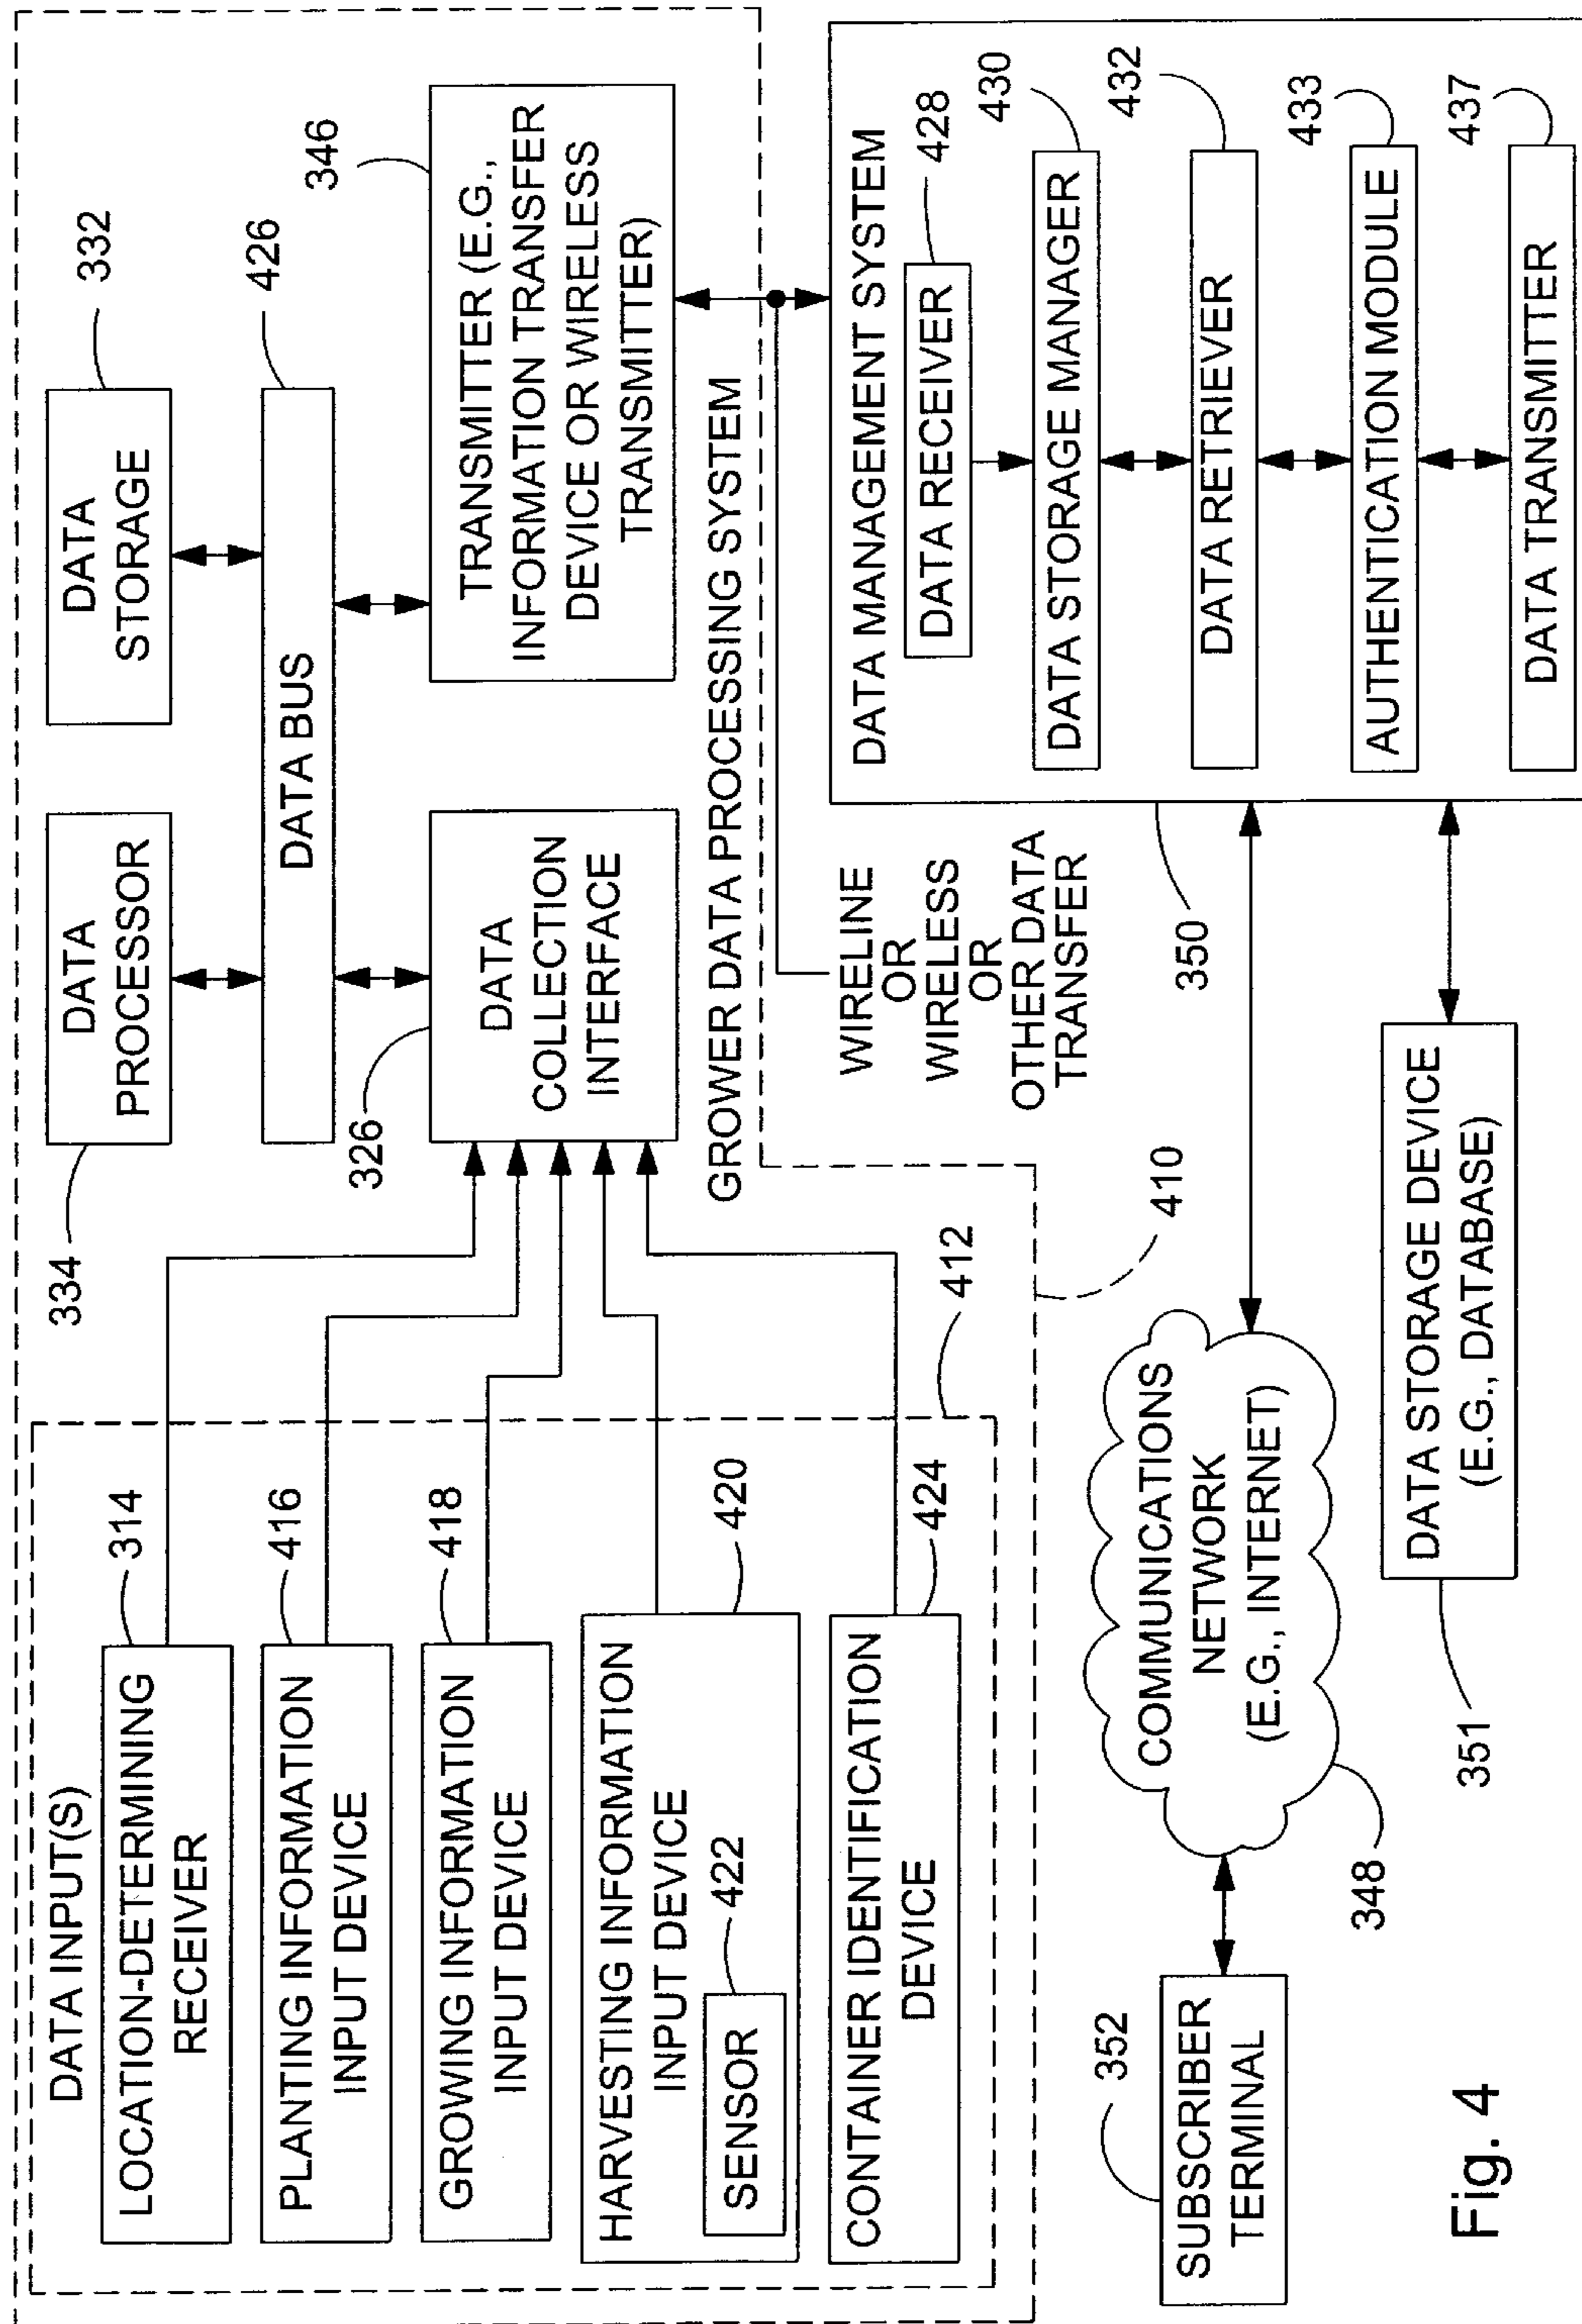 DATA INPUT(S)
LOCATION-DETERMINING
RECEIVER
314
PLANTING INFORMATION
INPUT DEVICE
416
GROWING INFORMATION
INPUT DEVICE
418
HARVESTING INFORMATION
INPUT DEVICE
420
SENSOR
422
CONTAINER IDENTIFICATION
DEVICE
424
412
410
334
DATA
PROCESSOR
DATA
STORAGE
332
DATA BUS
426
326
DATA
COLLECTION
INTERFACE
TRANSMITTER (E.G.,
INFORMATION TRANSFER
DEVICE OR WIRELESS
TRANSMITTER)
346
GROWER DATA PROCESSING SYSTEM
WIRELINE
OR
WIRELESS
OR
OTHER DATA
TRANSFER
DATA MANAGEMENT SYSTEM
DATA RECEIVER
428
DATA STORAGE MANAGER
430
DATA RETRIEVER
432
AUTHENTICATION MODULE
433
DATA TRANSMITTER
437
350
352
SUBSCRIBER
TERMINAL
COMMUNICATIONS
NETWORK
(E.G., INTERNET)
348
DATA STORAGE DEVICE
(E.G., DATABASE)
351
Fig. 4